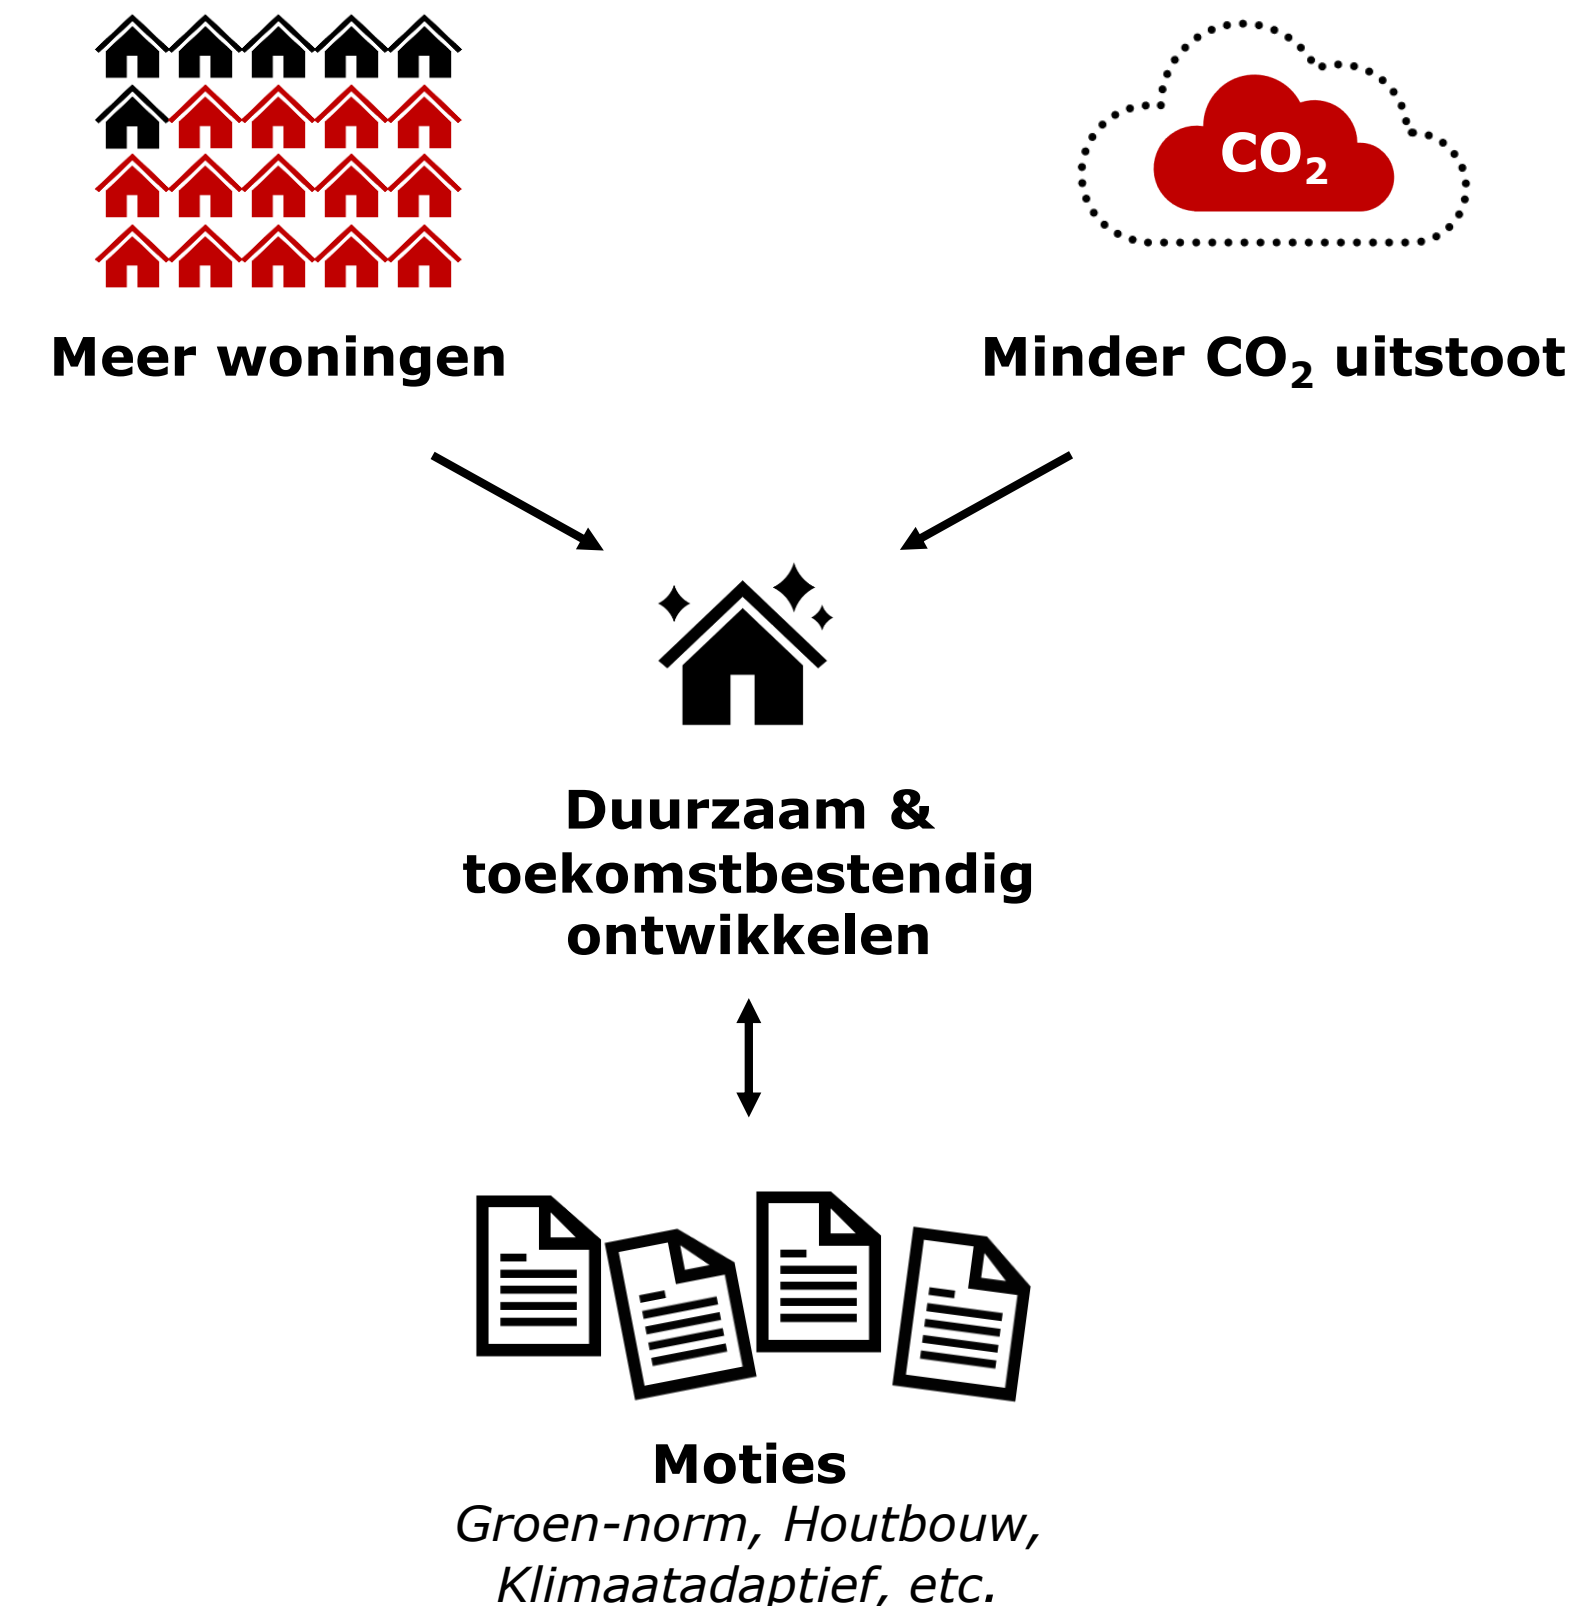 CO₂
Meer woningen
Minder CO₂ uitstoot
Duurzaam &
toekomstbestendig
ontwikkelen
Moties
Groen-norm, Houtbouw,
Klimaatadaptief, etc.